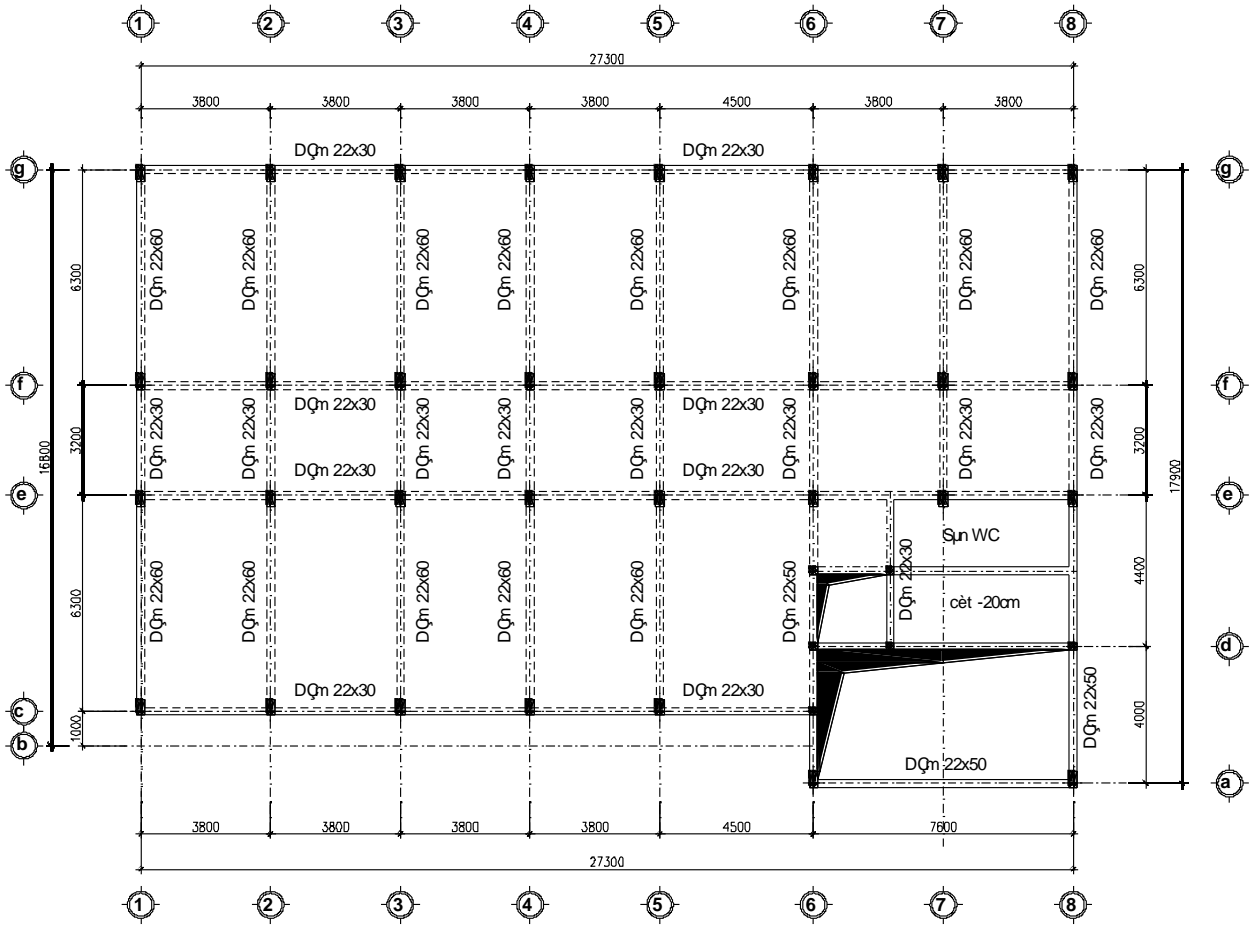 1 2 3 4 5 6 7 8
27300
3800 3800 3800 3800 4500 3800 3800
DÇm 22x30 DÇm 22x30
g g
DÇm 22x60 DÇm 22x60 DÇm 22x60 DÇm 22x60 DÇm 22x60 DÇm 22x60 DÇm 22x60 DÇm 22x60
6300 6300
f f
DÇm 22x30 DÇm 22x30
DÇm 22x30 DÇm 22x30 DÇm 22x30 DÇm 22x30 DÇm 22x30 DÇm 22x30 DÇm 22x30 DÇm 22x30
16800 3200 3200 17900
DÇm 22x30 DÇm 22x30
e e
Sµn WC
DÇm 22x60 DÇm 22x60 DÇm 22x60 DÇm 22x60 DÇm 22x60 DÇm 22x50 DÇm 22x30
6300 4400
cèt -20cm
d
DÇm 22x30 DÇm 22x30
c
1000 4000
DÇm 22x50
b
DÇm 22x50
a
3800 3800 3800 3800 4500 7600
27300
1 2 3 4 5 6 7 8